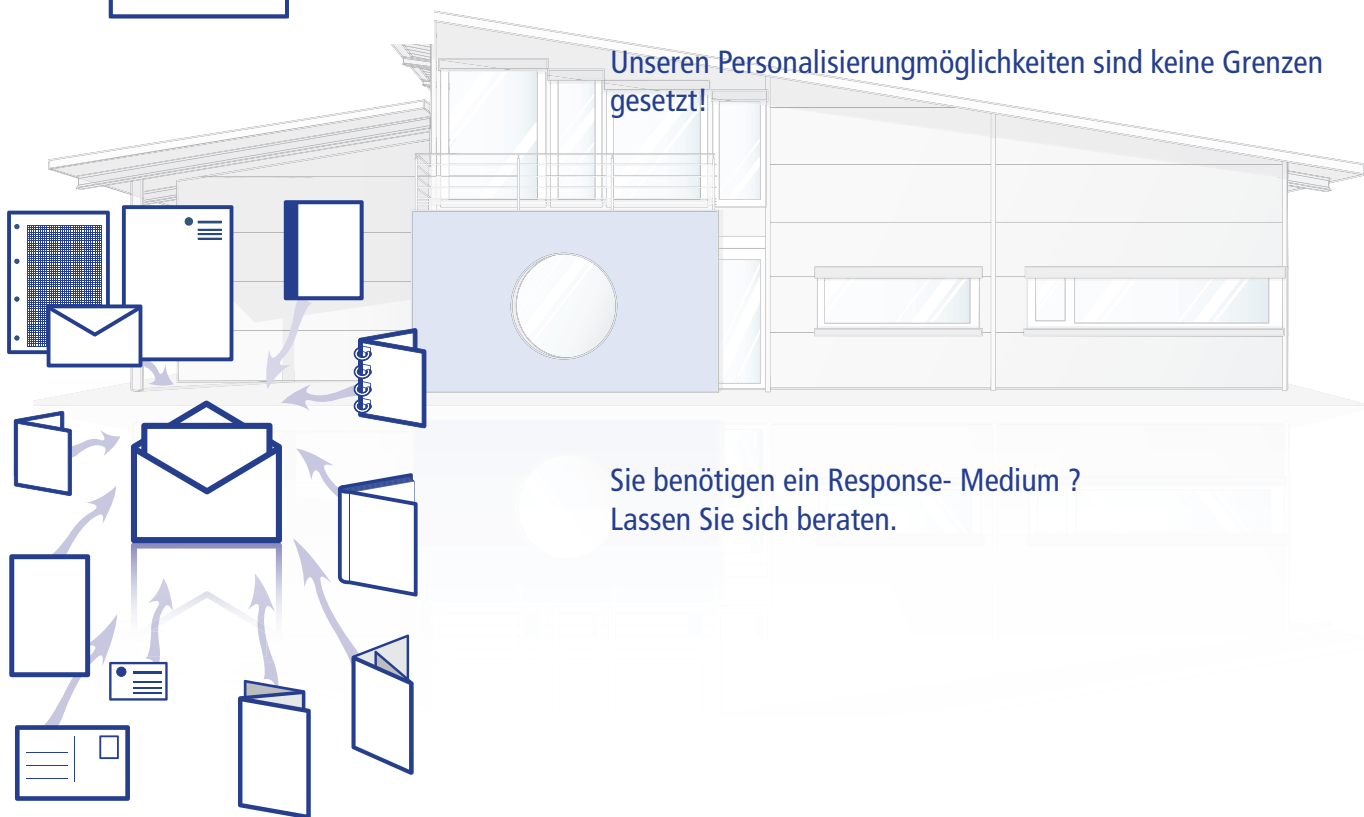 Unseren Personalisierungmöglichkeiten sind keine Grenzen
gesetzt!
Sie benötigen ein Response- Medium ?
Lassen Sie sich beraten.